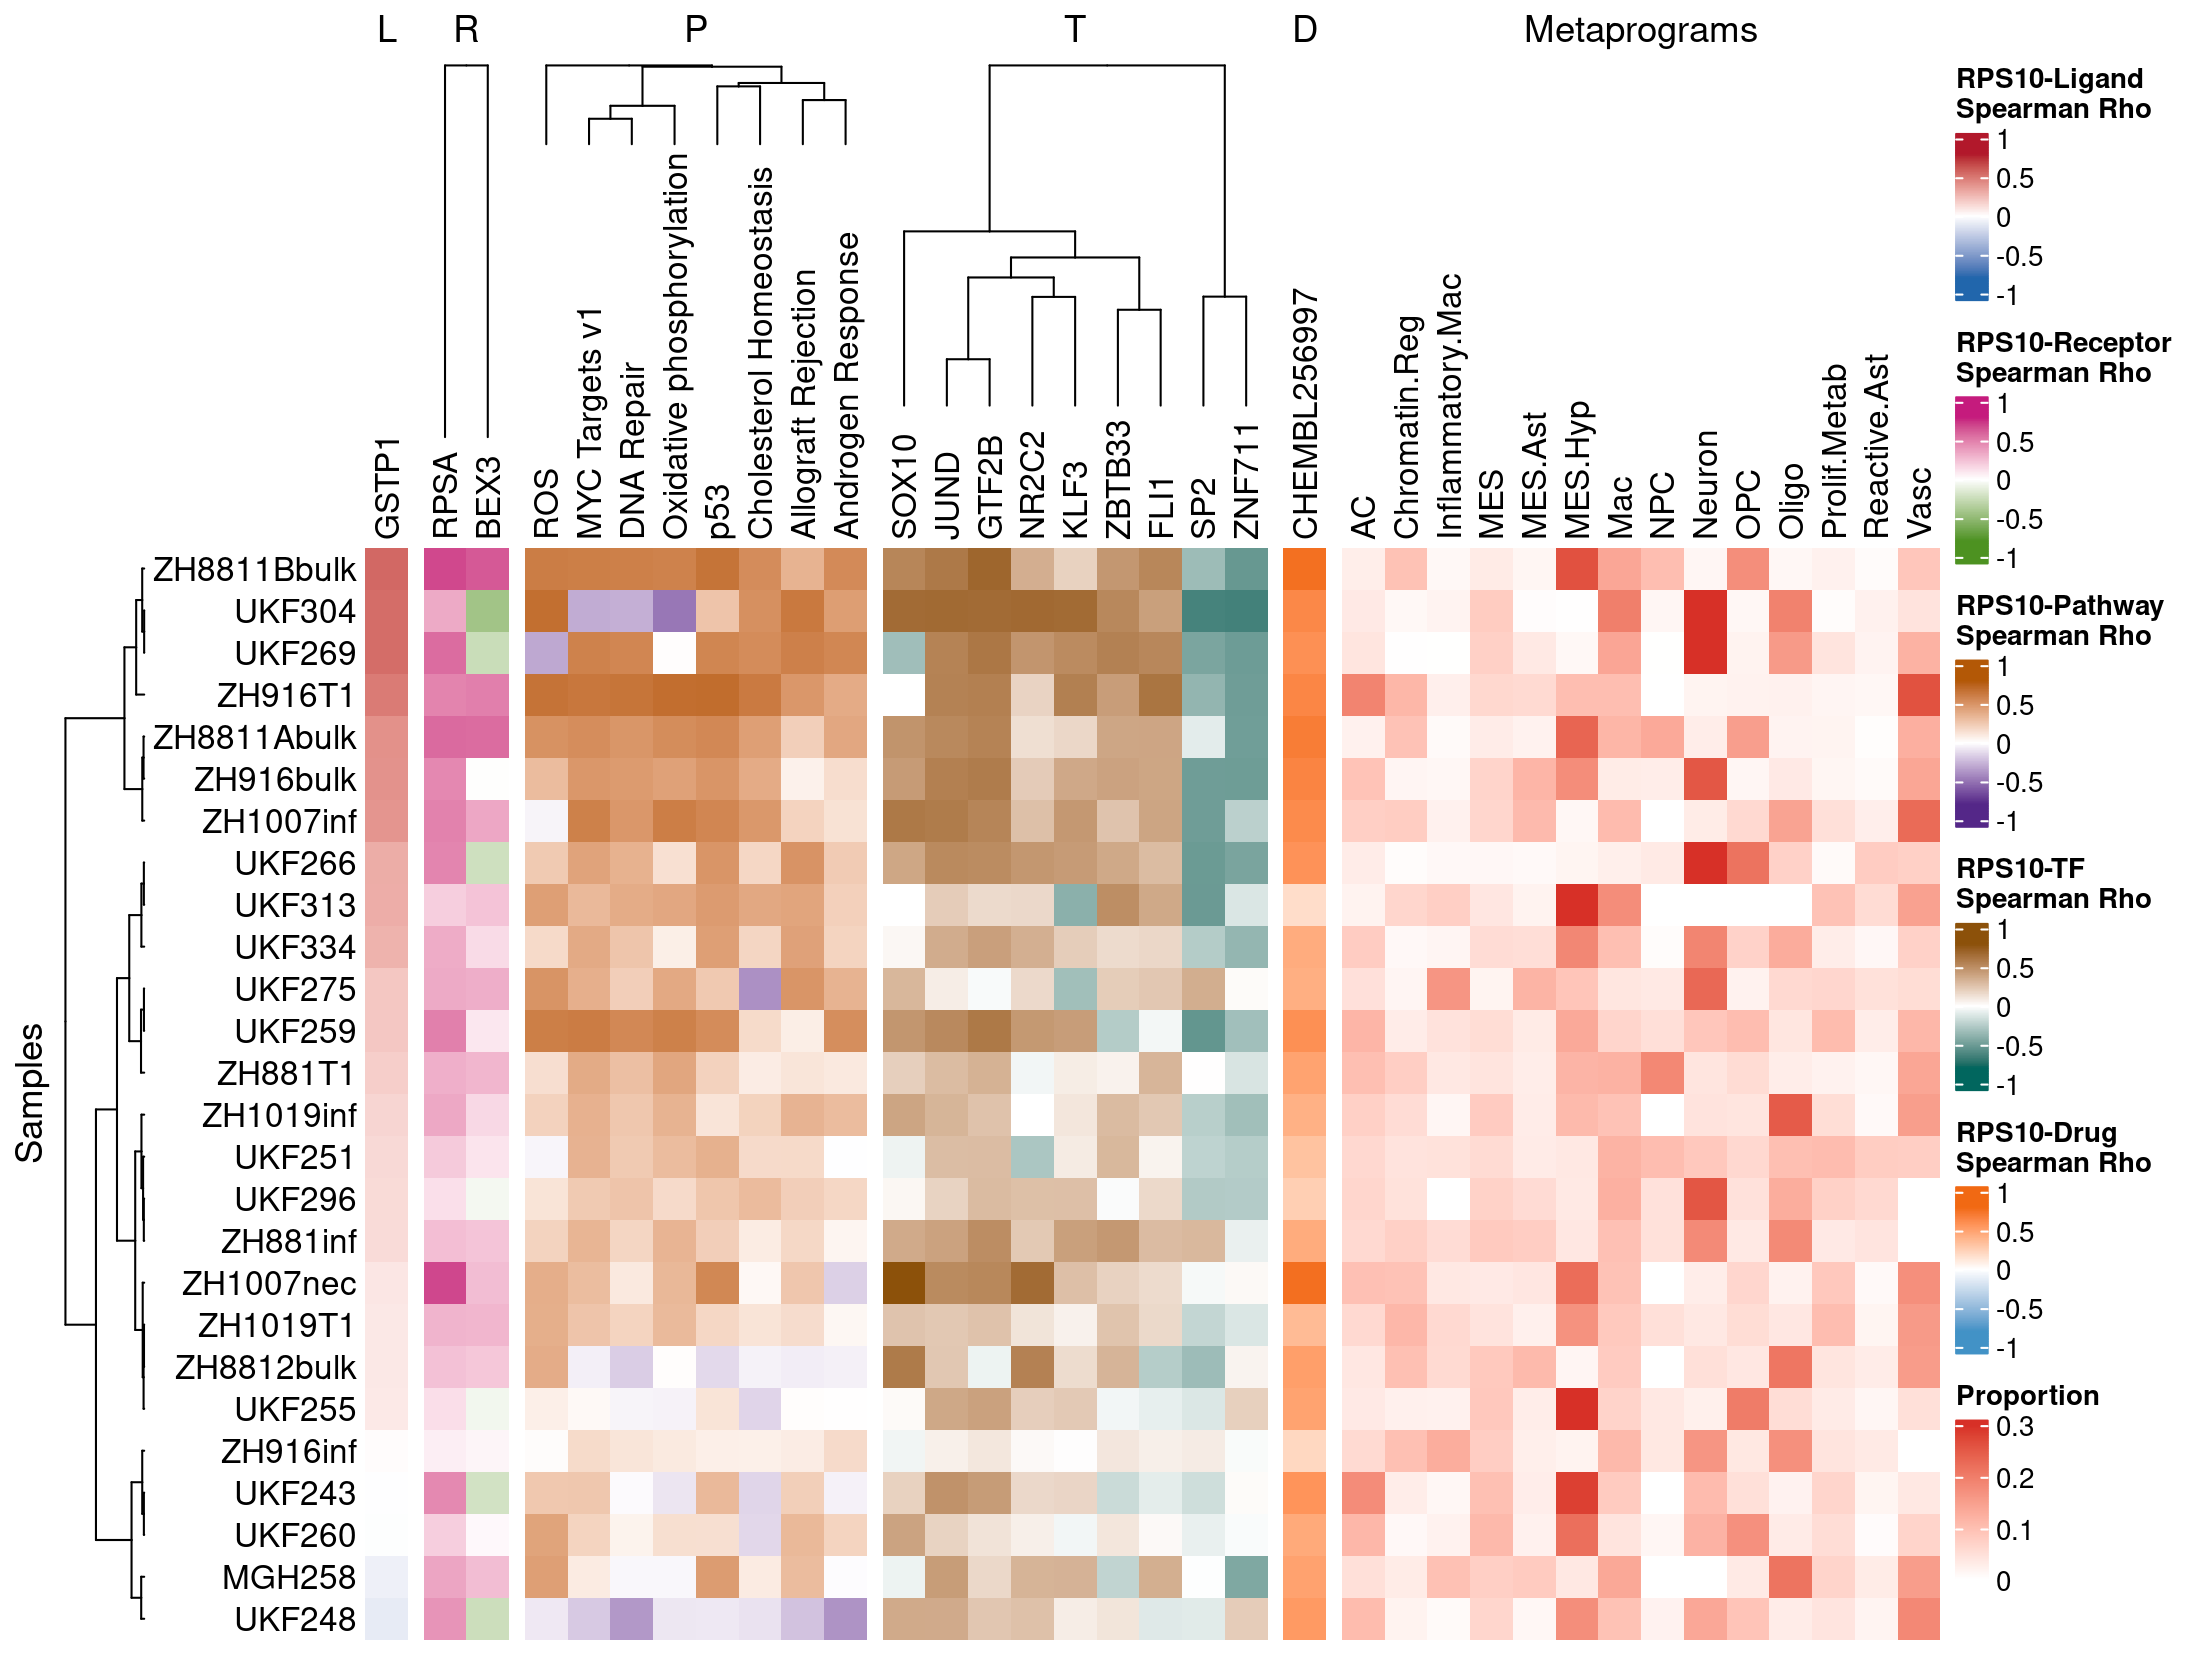 L R P T D Metaprograms
GSTP1
RPSA
BEX3
ROS
MYC Targets v1
DNA Repair
Oxidative phosphorylation
p53
Cholesterol Homeostasis
Allograft Rejection
Androgen Response
SOX10
JUND
GTF2B
NR2C2
KLF3
ZBTB33
FLI1
SP2
ZNF711
CHEMBL256997
AC
Chromatin.Reg
Inflammatory.Mac
MES
MES.Ast
MES.Hyp
Mac
NPC
Neuron
OPC
Oligo
Prolif.Metab
Reactive.Ast
Vasc
Samples
ZH8811Bbulk
UKF304
UKF269
ZH916T1
ZH8811Abulk
ZH916bulk
ZH1007inf
UKF266
UKF313
UKF334
UKF275
UKF259
ZH881T1
ZH1019inf
UKF251
UKF296
ZH881inf
ZH1007nec
ZH1019T1
ZH8812bulk
UKF255
ZH916inf
UKF243
UKF260
MGH258
UKF248
RPS10-Ligand
Spearman Rho
1
0.5
0
-0.5
-1
RPS10-Receptor
Spearman Rho
1
0.5
0
-0.5
-1
RPS10-Pathway
Spearman Rho
1
0.5
0
-0.5
-1
RPS10-TF
Spearman Rho
1
0.5
0
-0.5
-1
RPS10-Drug
Spearman Rho
1
0.5
0
-0.5
-1
Proportion
0.3
0.2
0.1
0